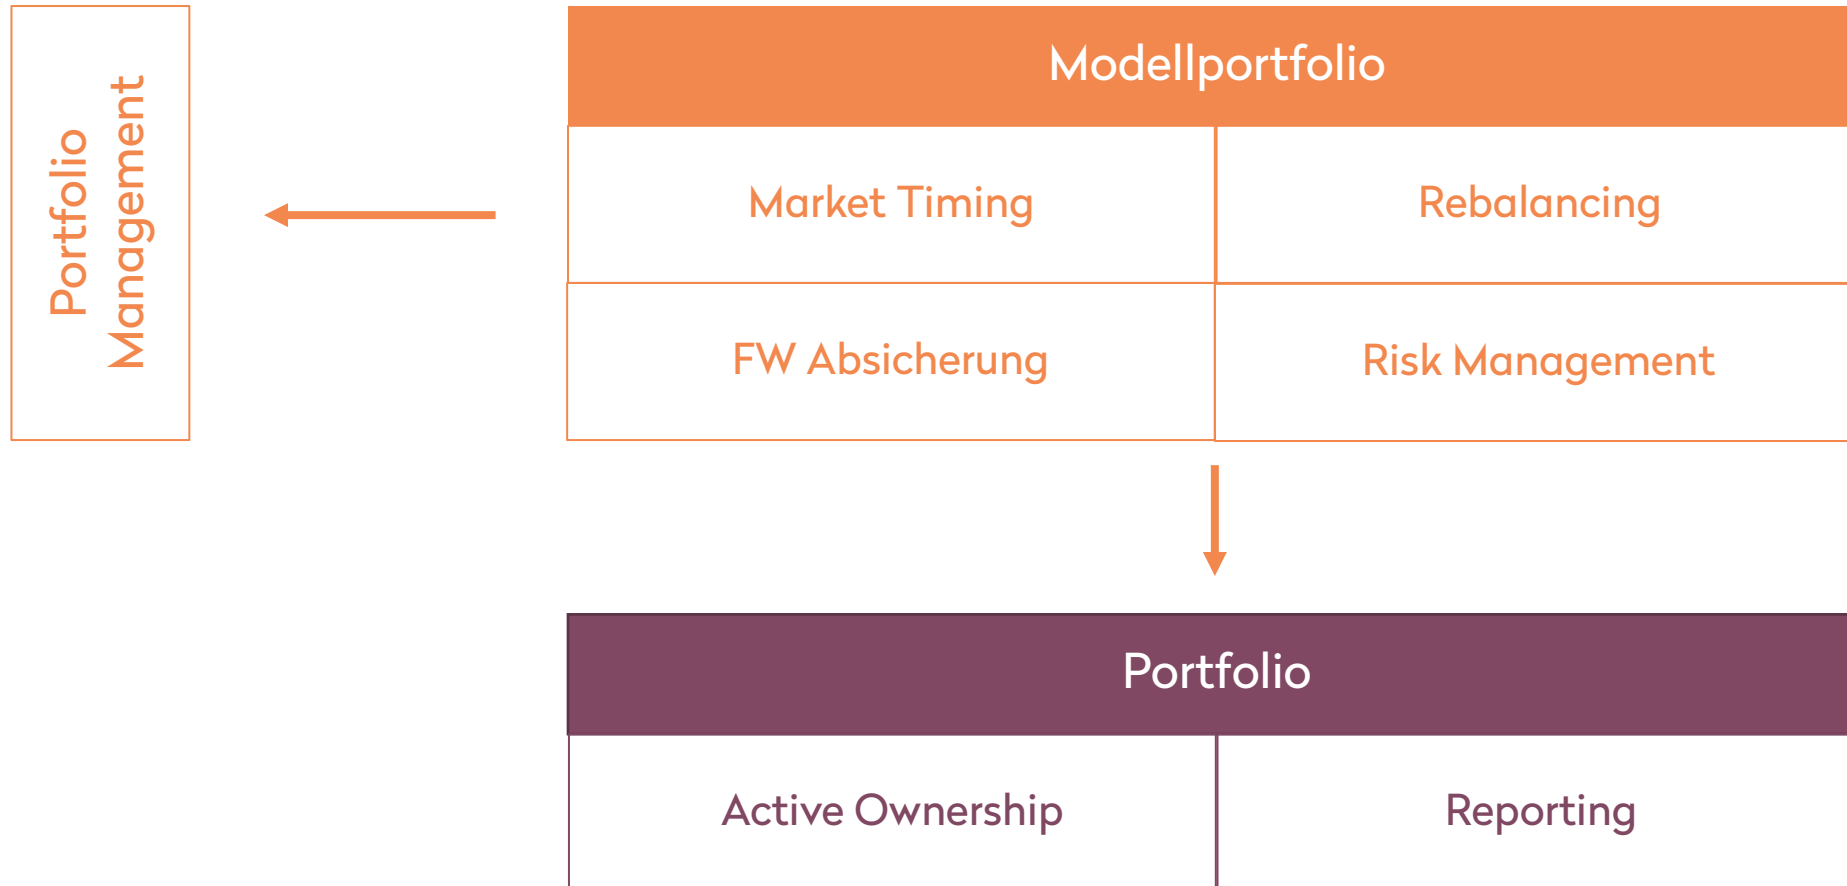 Portfolio
Management
Modellportfolio
Market Timing
Rebalancing
FW Absicherung
Risk Management
Portfolio
Active Ownership
Reporting